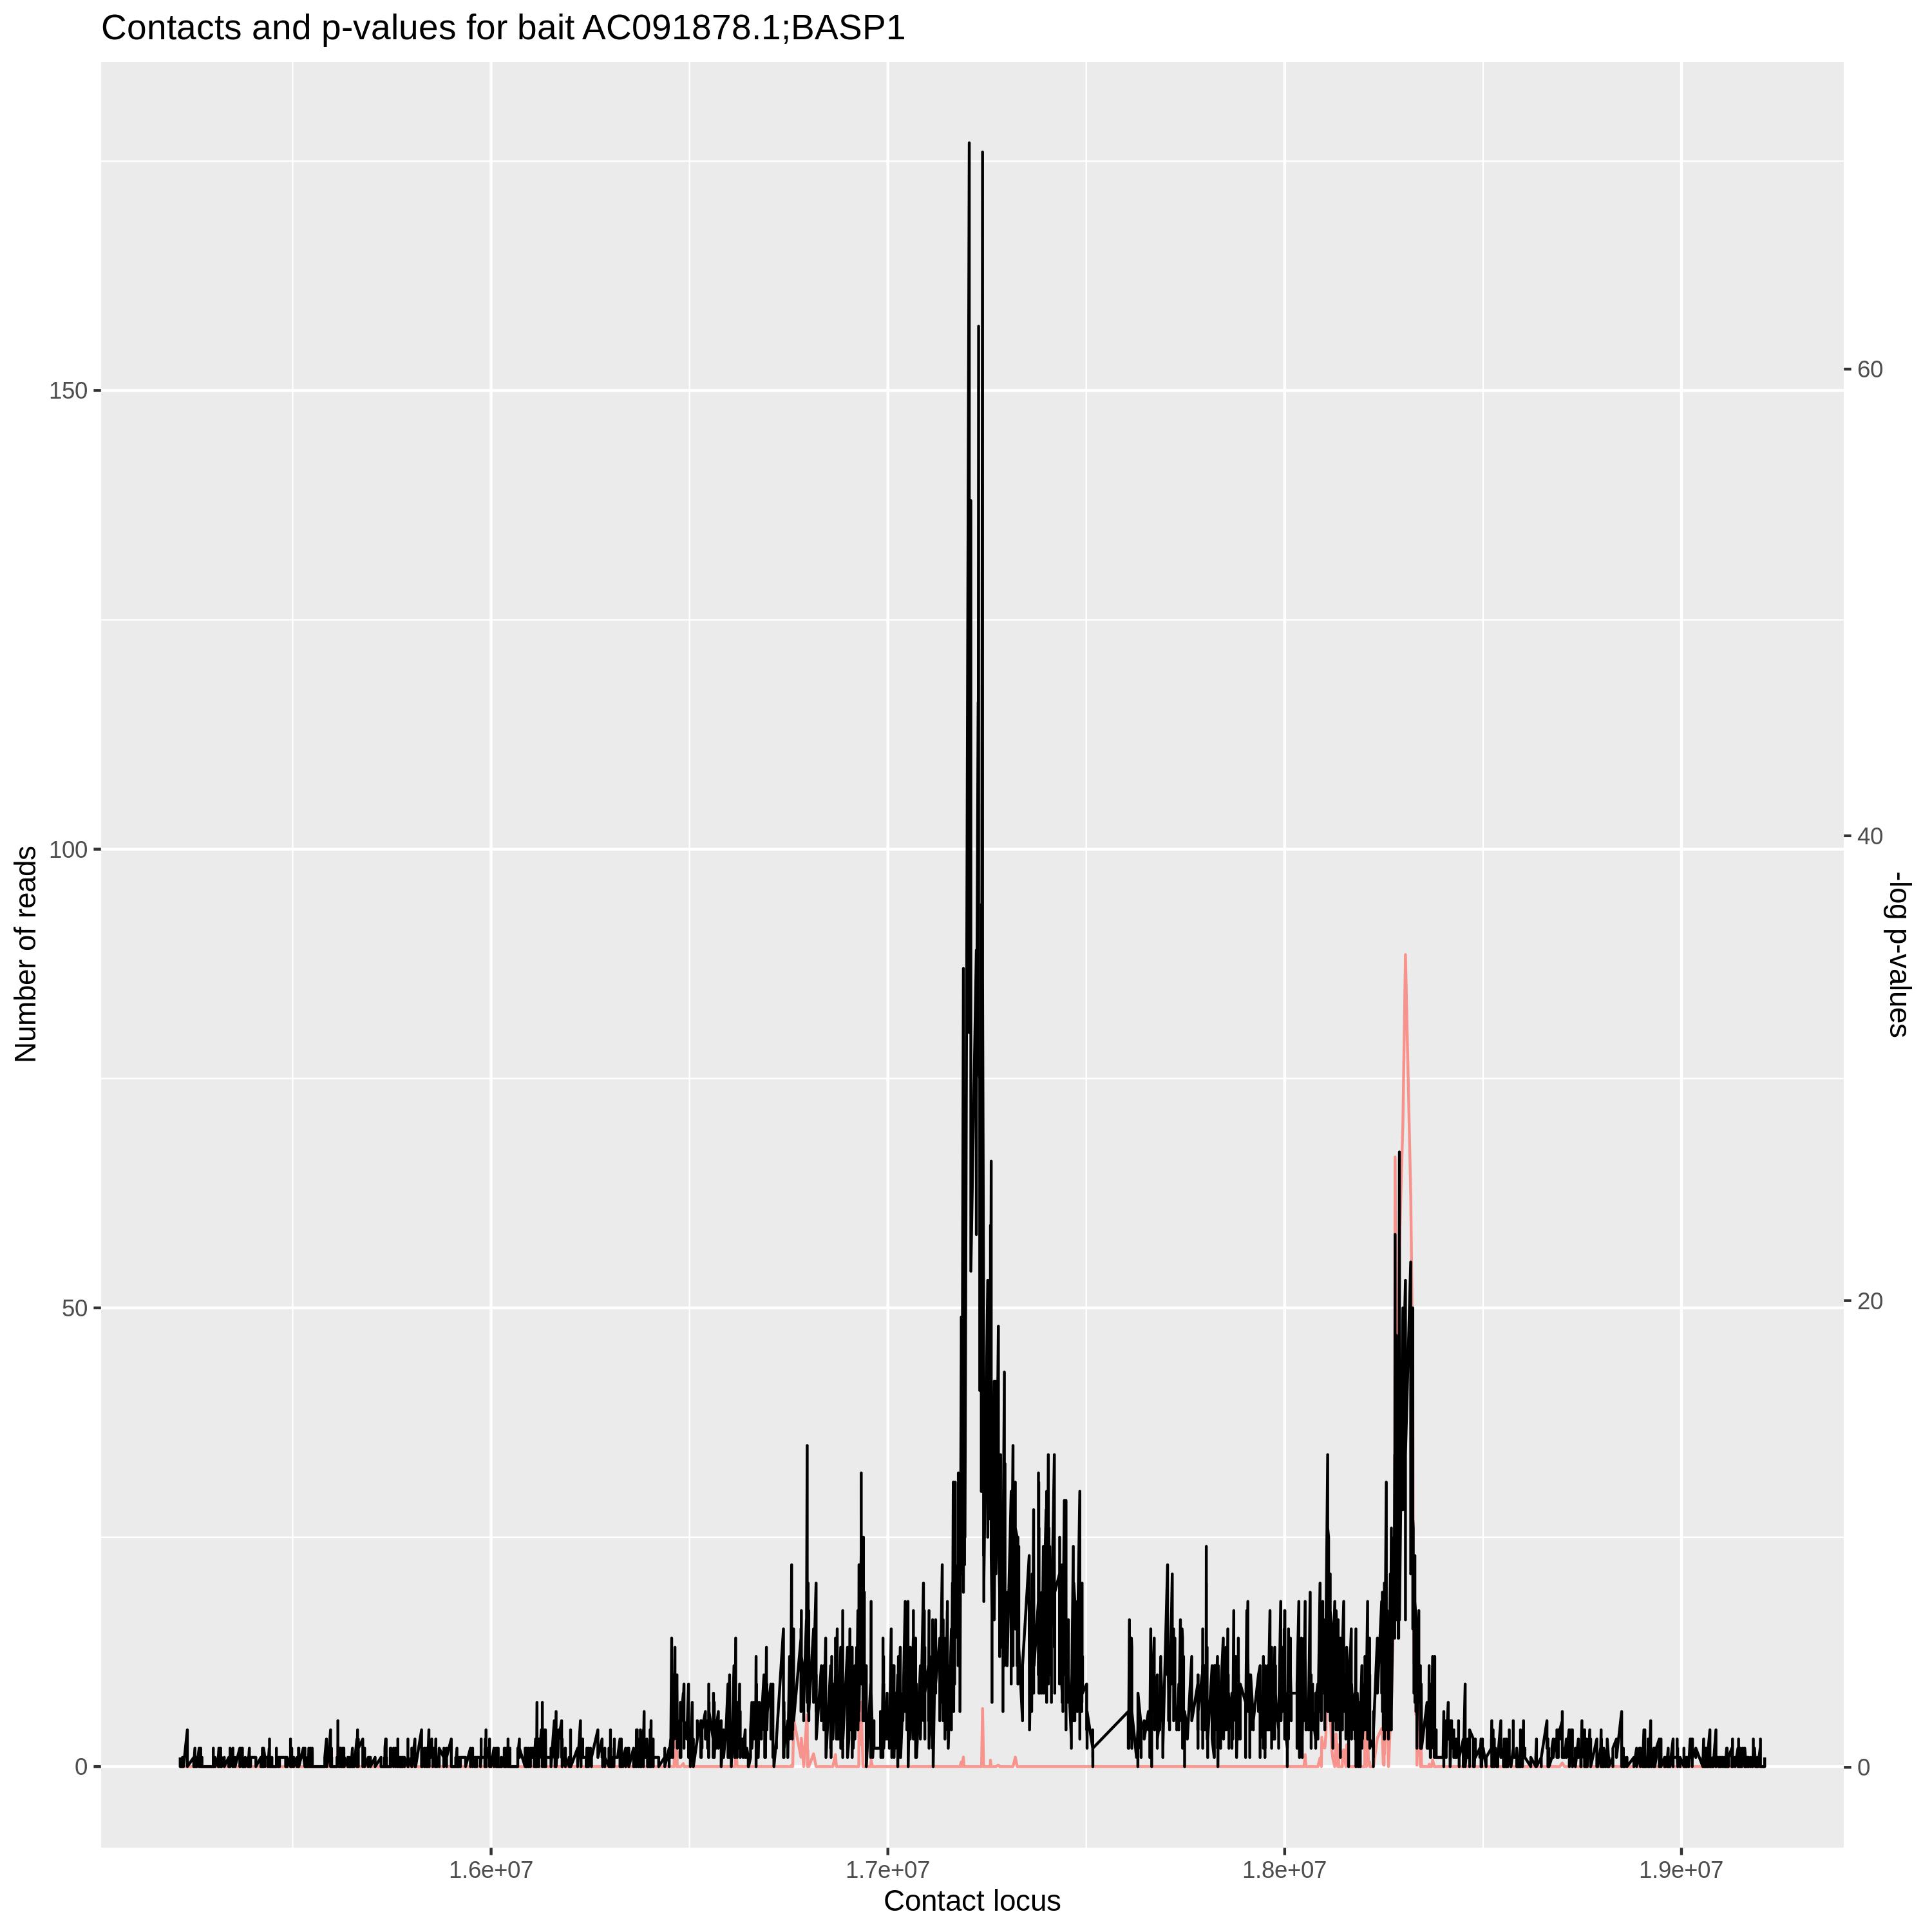 Contacts and p-values for bait AC091878.1;BASP1
150
100
50
0
Number of reads
60
40
20
0
-log p-values
1.6e+07
1.7e+07
1.8e+07
1.9e+07
Contact locus